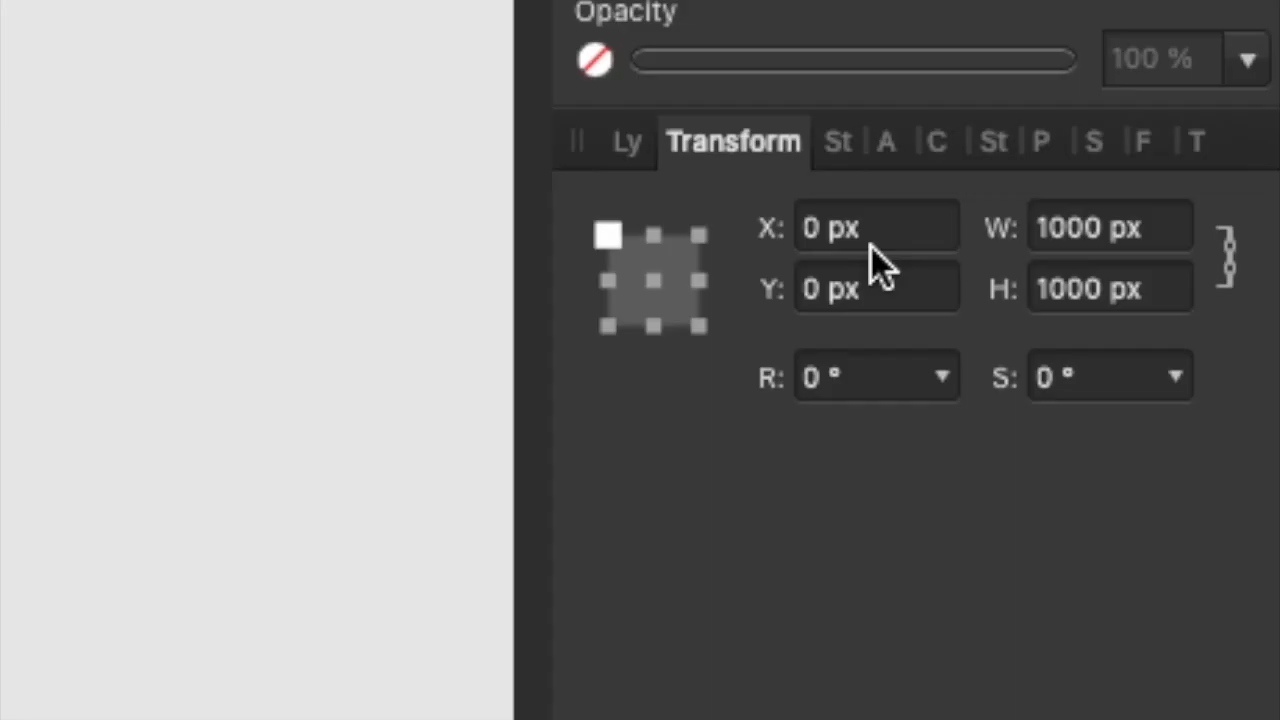 Opacity
100 %
Ly Transform St A C St P S F T
X: 0 px W: 1000 px
Y: 0 px H: 1000 px
R: 0 ° S: 0 °